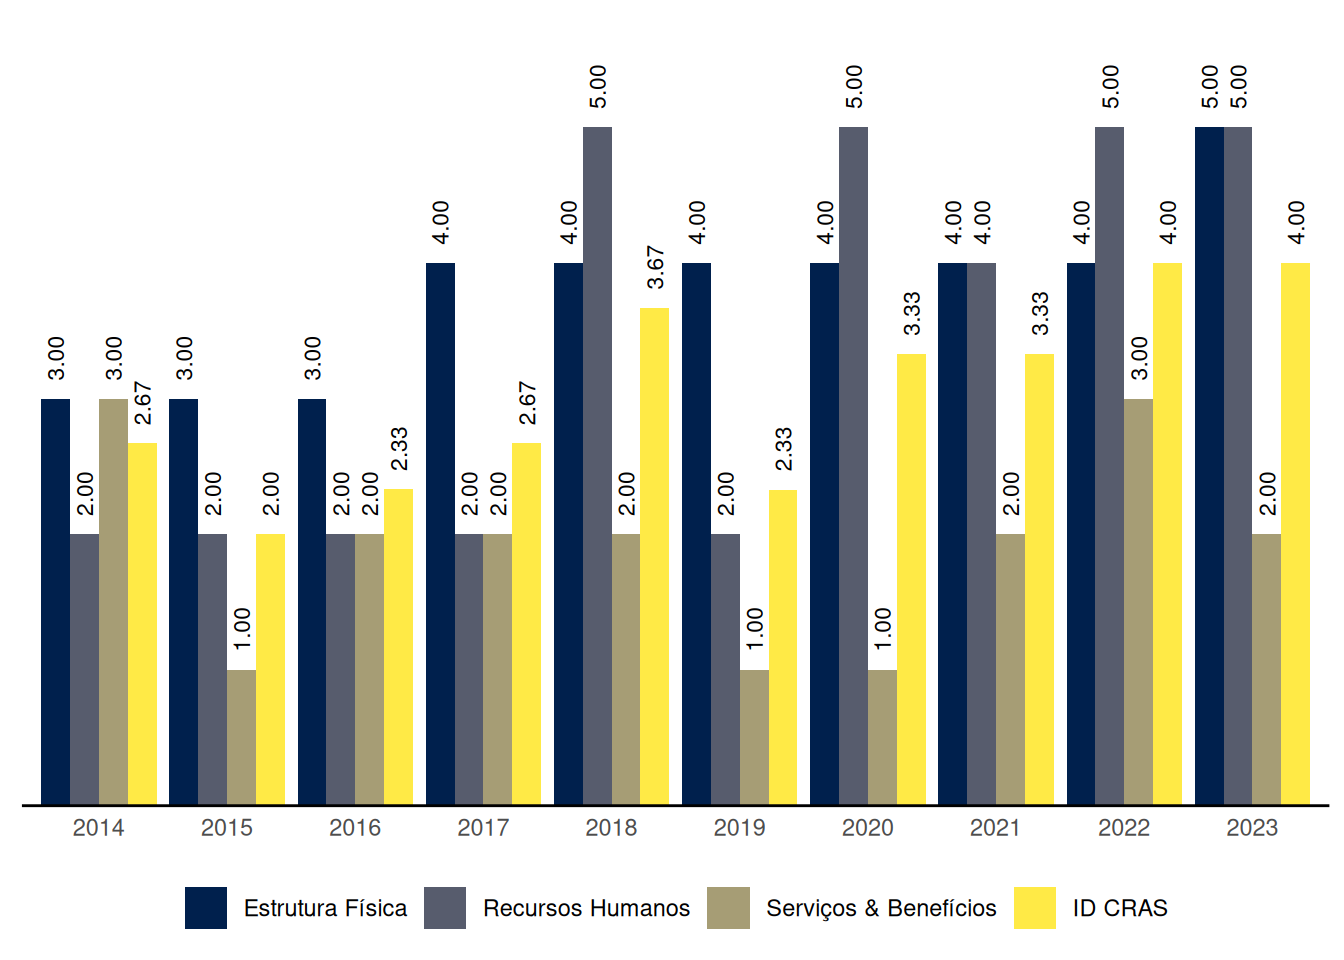 5.00 5.00 5.00 5.00 5.00
4.00 4.00 4.00 4.00 4.00 4.00 4.00 4.00 4.00
3.67
3.33 3.33
3.00 3.00 3.00 3.00 3.00
2.67 2.67
2.33 2.33
2.00 2.00 2.00 2.00 2.00 2.00 2.00 2.00 2.00 2.00 2.00 2.00
1.00 1.00 1.00
2014 2015 2016 2017 2018 2019 2020 2021 2022 2023
Estrutura Física Recursos Humanos Serviços & Benefícios ID CRAS